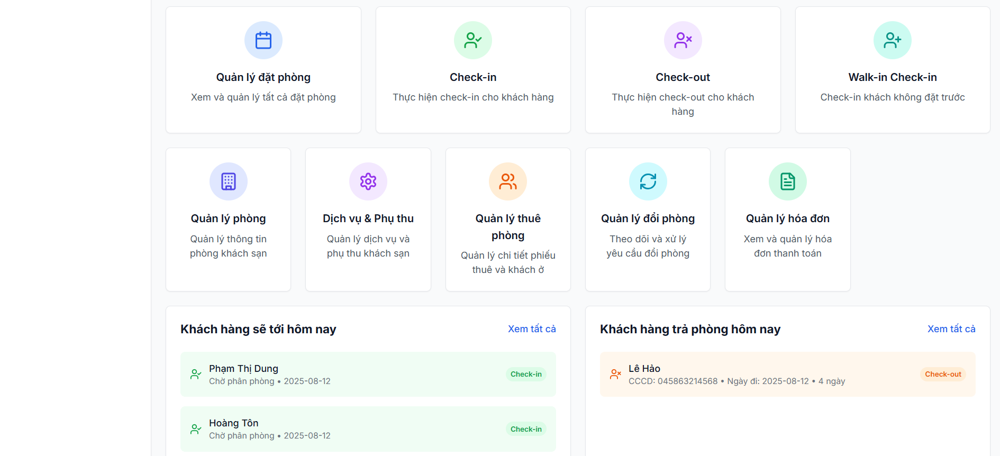 Quản lý đặt phòng
Xem và quản lý tất cả đặt phòng
Check-in
Thực hiện check-in cho khách hàng
Check-out
Thực hiện check-out cho khách
hàng
Walk-in Check-in
Check-in khách không đặt trước
Quản lý phòng
Quản lý thông tin
phòng khách sạn
Dịch vụ & Phụ thu
Quản lý dịch vụ và
phụ thu khách sạn
Quản lý thuê
phòng
Quản lý chi tiết phiếu
thuê và khách ở
Quản lý đổi phòng
Theo dõi và xử lý
yêu cầu đổi phòng
Quản lý hóa đơn
Xem và quản lý hóa
đơn thanh toán
Khách hàng sẽ tới hôm nay
Xem tất cả
Phạm Thị Dung
Chờ phân phòng • 2025-08-12
Check-in
Hoàng Tôn
Chờ phân phòng • 2025-08-12
Check-in
Khách hàng trả phòng hôm nay
Xem tất cả
Lê Hảo
CCCD: 045863214568 • Ngày đi: 2025-08-12 • 4 ngày
Check-out